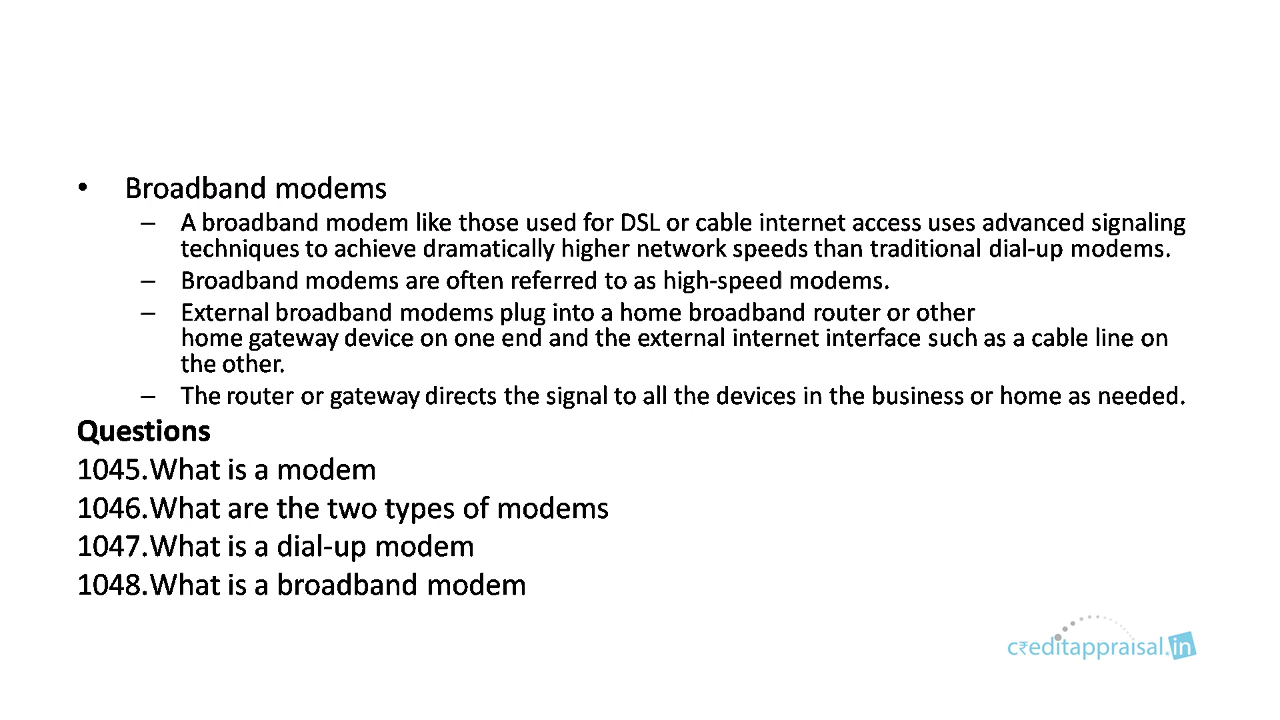 • Broadband modems
– A broadband modem like those used for DSL or cable internet access uses advanced signaling
techniques to achieve dramatically higher network speeds than traditional dial-up modems.
– Broadband modems are often referred to as high-speed modems.
– External broadband modems plug into a home broadband router or other
home gateway device on one end and the external internet interface such as a cable line on
the other.
– The router or gateway directs the signal to all the devices in the business or home as needed.
Questions
1045.What is a modem
1046.What are the two types of modems
1047.What is a dial-up modem
1048.What is a broadband modem
c₹editappraisal.in